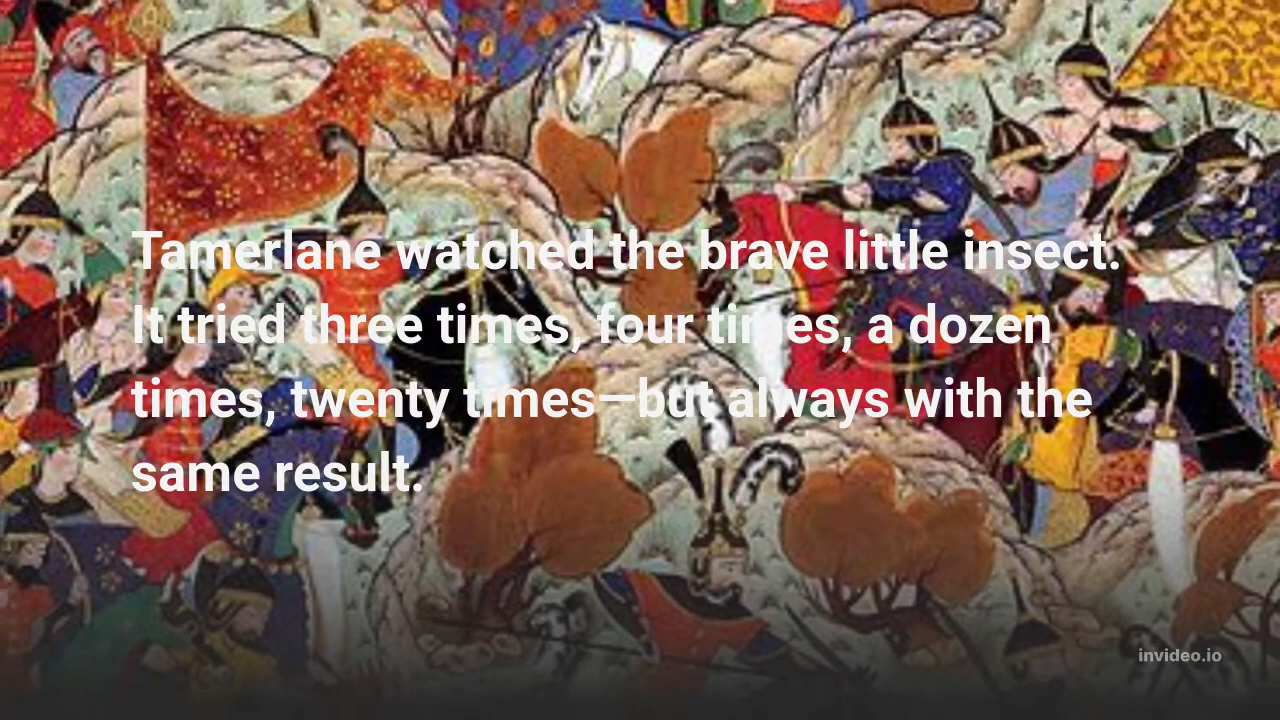 Tamerlane watched the brave little insect.
It tried three times, four times, a dozen
times, twenty times—but always with the
same result.
invideo.io